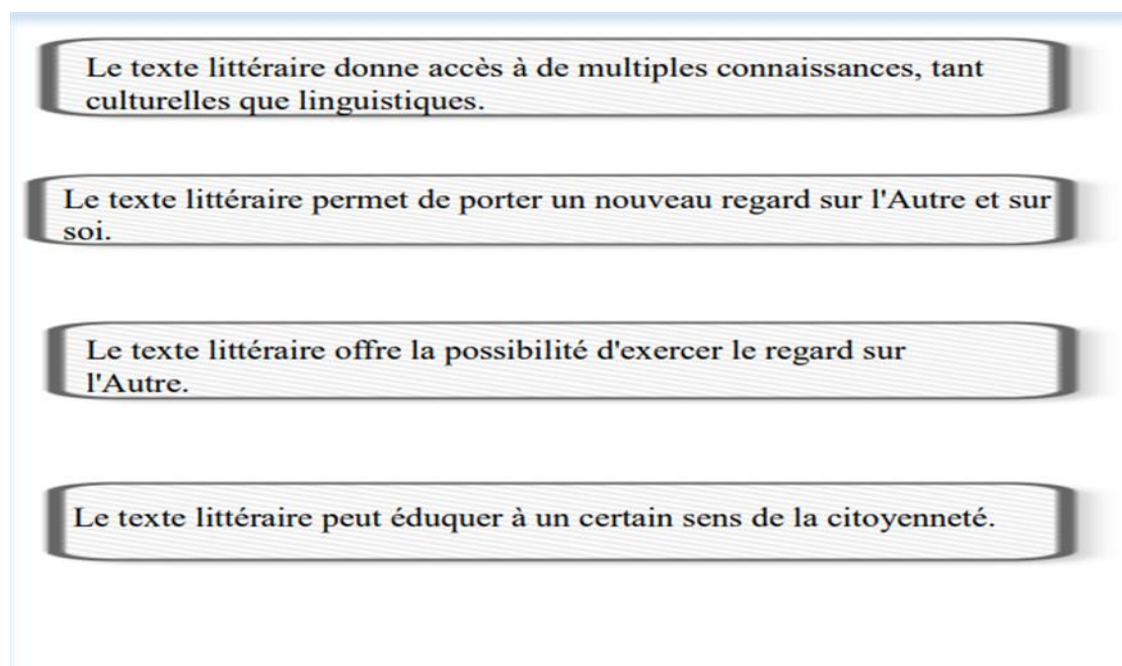 Le texte littéraire donne accès à de multiples connaissances, tant
culturelles que linguistiques.
Le texte littéraire permet de porter un nouveau regard sur l'Autre et sur
soi.
Le texte littéraire offre la possibilité d'exercer le regard sur
l'Autre.
Le texte littéraire peut éduquer à un certain sens de la citoyenneté.